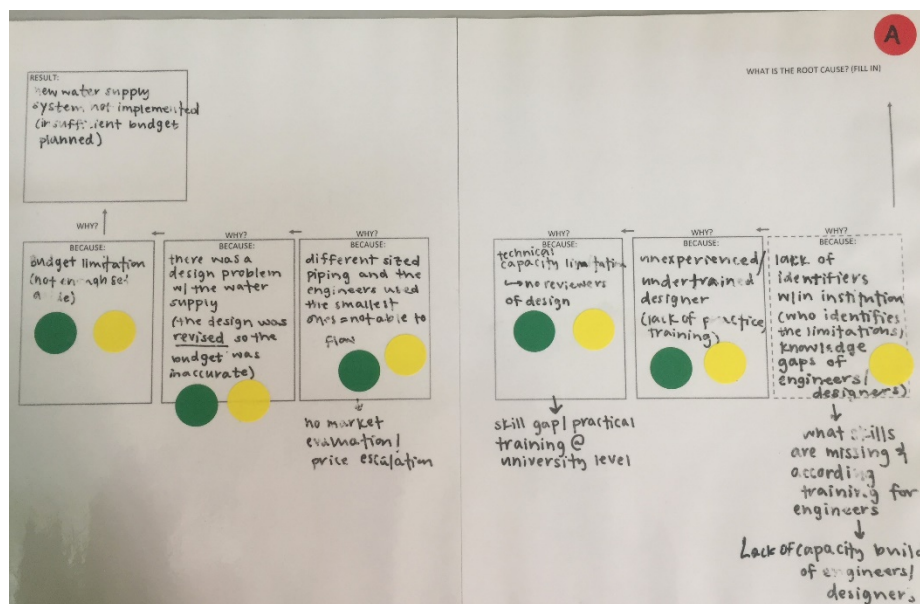 A
WHAT IS THE ROOT CAUSE? (FILL IN)
RESULT:
new water supply
system not implemented
(insufficient budget
planned)
WHY?
BECAUSE:
budget limitation
(not enough set
WHY?
BECAUSE:
there was a
design problem
w/ the water
supply
(the design was
revised so the
budget was
inaccurate)
WHY?
BECAUSE:
different sized
piping and the
engineers used
the smallest
ones = not able to
flow
no market
evaluation/
price escalation
WHY?
BECAUSE:
technical
capacity limitation
↳ no reviewers
of design
skill gap/ practical
training @
university level
WHY?
BECAUSE:
unexperienced/
undertrained
designer
(lack of practice/
training)
WHY?
BECAUSE:
lack of
identifiers
w/in institution
(who identifies
the limitations/
knowledge
gaps of
engineers/
designers)
what skills
are missing &
according
training for
engineers
Lack of capacity build
of engineers/
designers